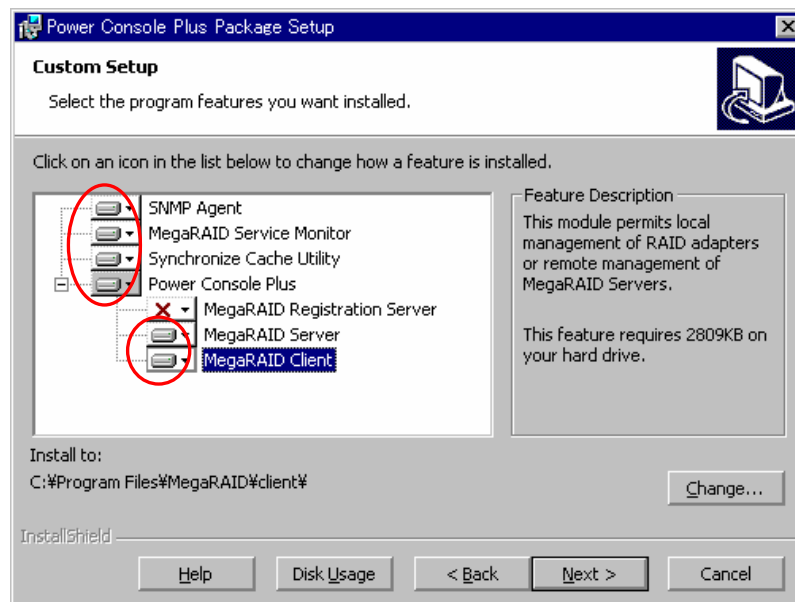 Power Console Plus Package Setup
Custom Setup
Select the program features you want installed.
Click on an icon in the list below to change how a feature is installed.
SNMP Agent
MegaRAID Service Monitor
Synchronize Cache Utility
Power Console Plus
MegaRAID Registration Server
MegaRAID Server
MegaRAID Client
Feature Description
This module permits local
management of RAID adapters
or remote management of
MegaRAID Servers.
This feature requires 2809KB on
your hard drive.
Install to:
C:¥Program Files¥MegaRAID¥client¥
Change...
InstallShield
Help Disk Usage < Back Next > Cancel